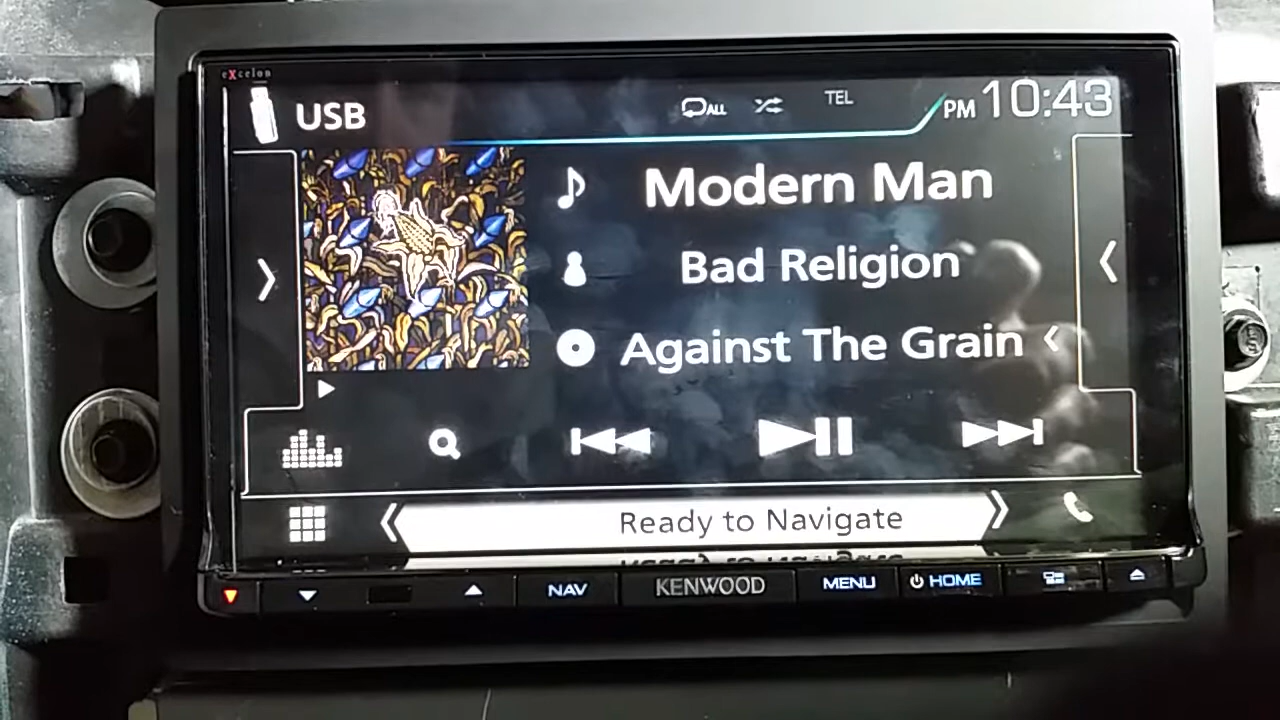 eXcelon
USB
ALL
TEL
PM 10:43
Modern Man
Bad Religion
Against The Grain
Ready to Navigate
NAV
KENWOOD
MENU
HOME